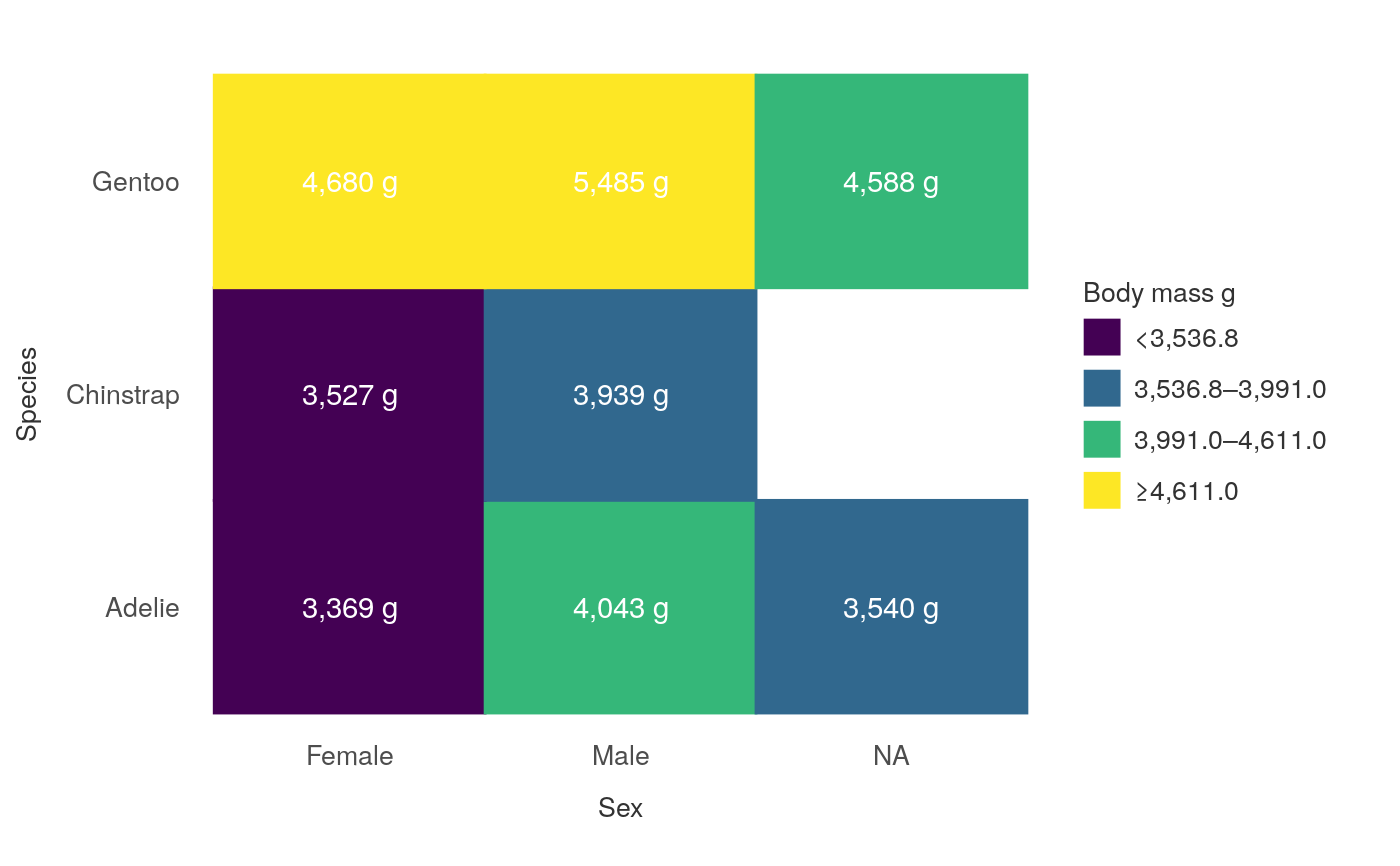 Gentoo
4,680 g
5,485 g
4,588 g
Chinstrap
3,527 g
3,939 g
Adelie
3,369 g
4,043 g
3,540 g
Female
Male
NA
Sex
Species
Body mass g
<3,536.8
3,536.8–3,991.0
3,991.0–4,611.0
≥4,611.0